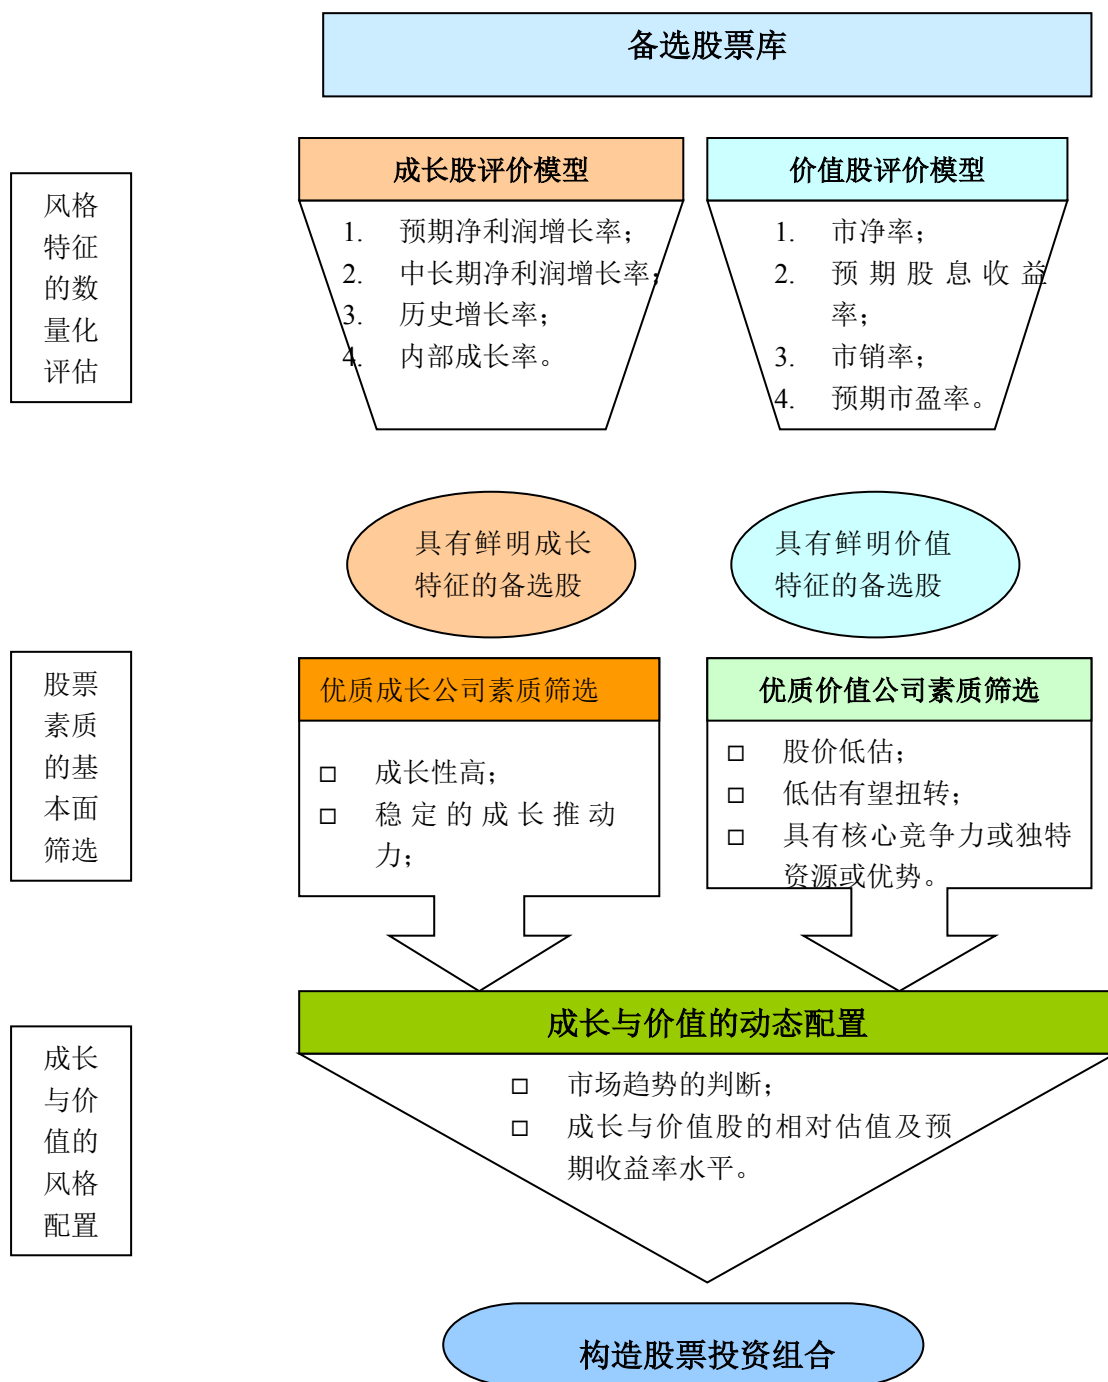 备选股票库
风格
特征
的数
量化
评估
成长股评价模型
1. 预期净利润增长率；
2. 中长期净利润增长率；
3. 历史增长率；
4. 内部成长率。
价值股评价模型
1. 市净率；
2. 预期股息收益
率；
3. 市销率；
4. 预期市盈率。
具有鲜明成长
特征的备选股
具有鲜明价值
特征的备选股
股票
素质
的基
本面
筛选
优质成长公司素质筛选
□ 成长性高；
□ 稳定的成长推动
力；
优质价值公司素质筛选
□ 股价低估；
□ 低估有望扭转；
□ 具有核心竞争力或独特
资源或优势。
成长
与价
值的
风格
配置
成长与价值的动态配置
□ 市场趋势的判断；
□ 成长与价值股的相对估值及预
期收益率水平。
构造股票投资组合